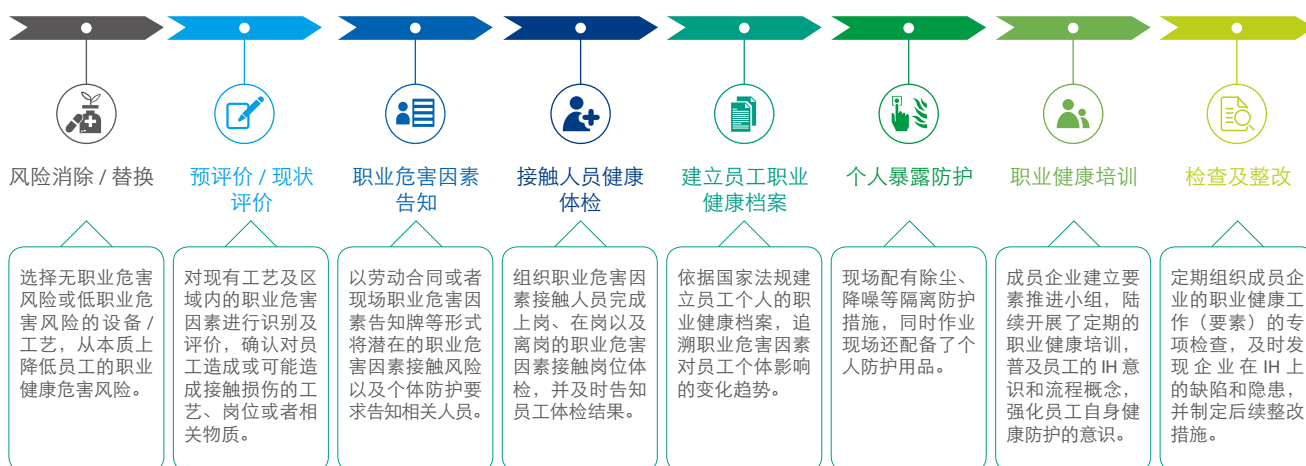 风险消除 / 替换
预评价 / 现状
评价
职业危害因素
告知
接触人员健康
体检
建立员工职业
健康档案
个人暴露防护
职业健康培训
检查及整改
选择无职业危害
风险或低职业危
害风险的设备 /
工艺，从本质上
降低员工的职业
健康危害风险。
对现有工艺及区
域内的职业危害
因素进行识别及
评价，确认对员
工造成或可能造
成接触损伤的工
艺、岗位或者相
关物质。
以劳动合同或者
现场职业危害因
素告知牌等形式
将潜在的职业危
害因素接触风险
以及个体防护要
求告知相关人员。
组织职业危害因
素接触人员完成
上岗、在岗以及
离岗的职业危害
因素接触岗位体
检，并及时告知
员工体检结果。
依据国家法规建
立员工个人的职
业健康档案，追
溯职业危害因素
对员工个体影响
的变化趋势。
现场配有除尘、
降噪等隔离防护
措施，同时作业
现场还配备了个
人防护用品。
成员企业建立要
素推进小组，陆
续开展了定期的
职业健康培训，
普及员工的 IH 意
识和流程概念，
强化员工自身健
康防护的意识。
定期组织成员企
业的职业健康工
作（要素）的专
项检查，及时发
现企业在 IH 上
的缺陷和隐患，
并制定后续整改
措施。